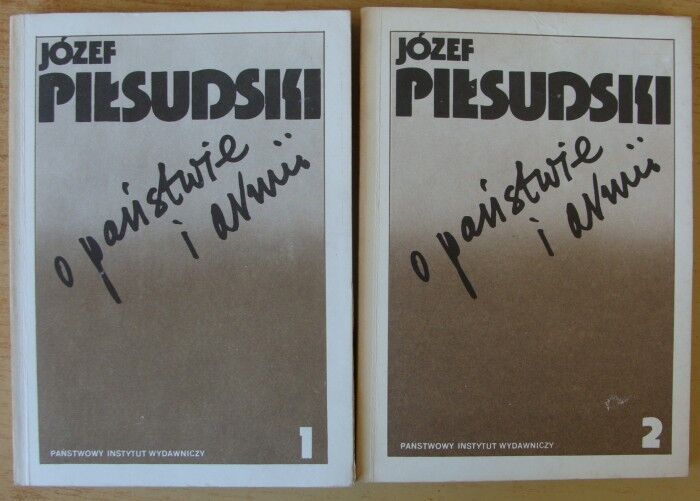 JÓZEF
PIŁSUDSKI
o państwie
i armii
PAŃSTWOWY INSTYTUT WYDAWNICZY
1
JÓZEF
PIŁSUDSKI
o państwie
i armii
PAŃSTWOWY INSTYTUT WYDAWNICZY
2